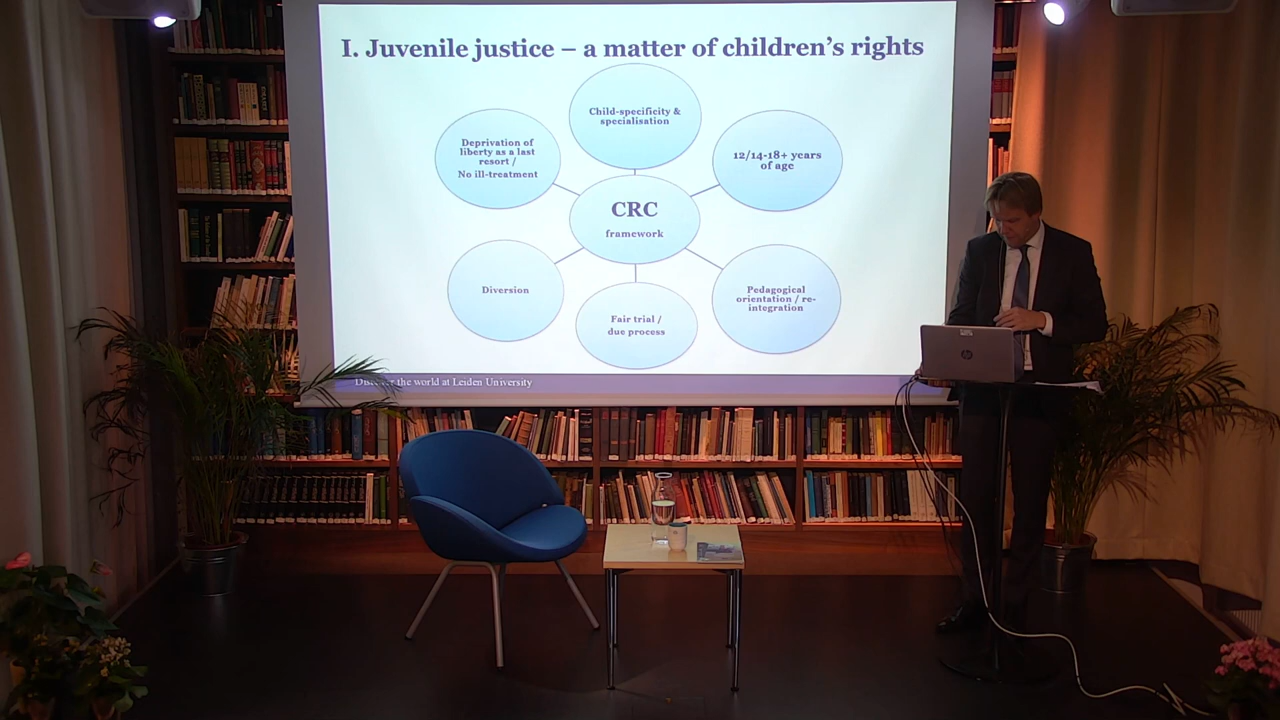 I. Juvenile justice – a matter of children's rights
Child-specificity &
specialisation
Deprivation of
liberty as a last
resort /
No ill-treatment
12/14-18+ years
of age
CRC
framework
Diversion
Pedagogical
orientation / re-
integration
Fair trial /
due process
Discover the world at Leiden University
hp